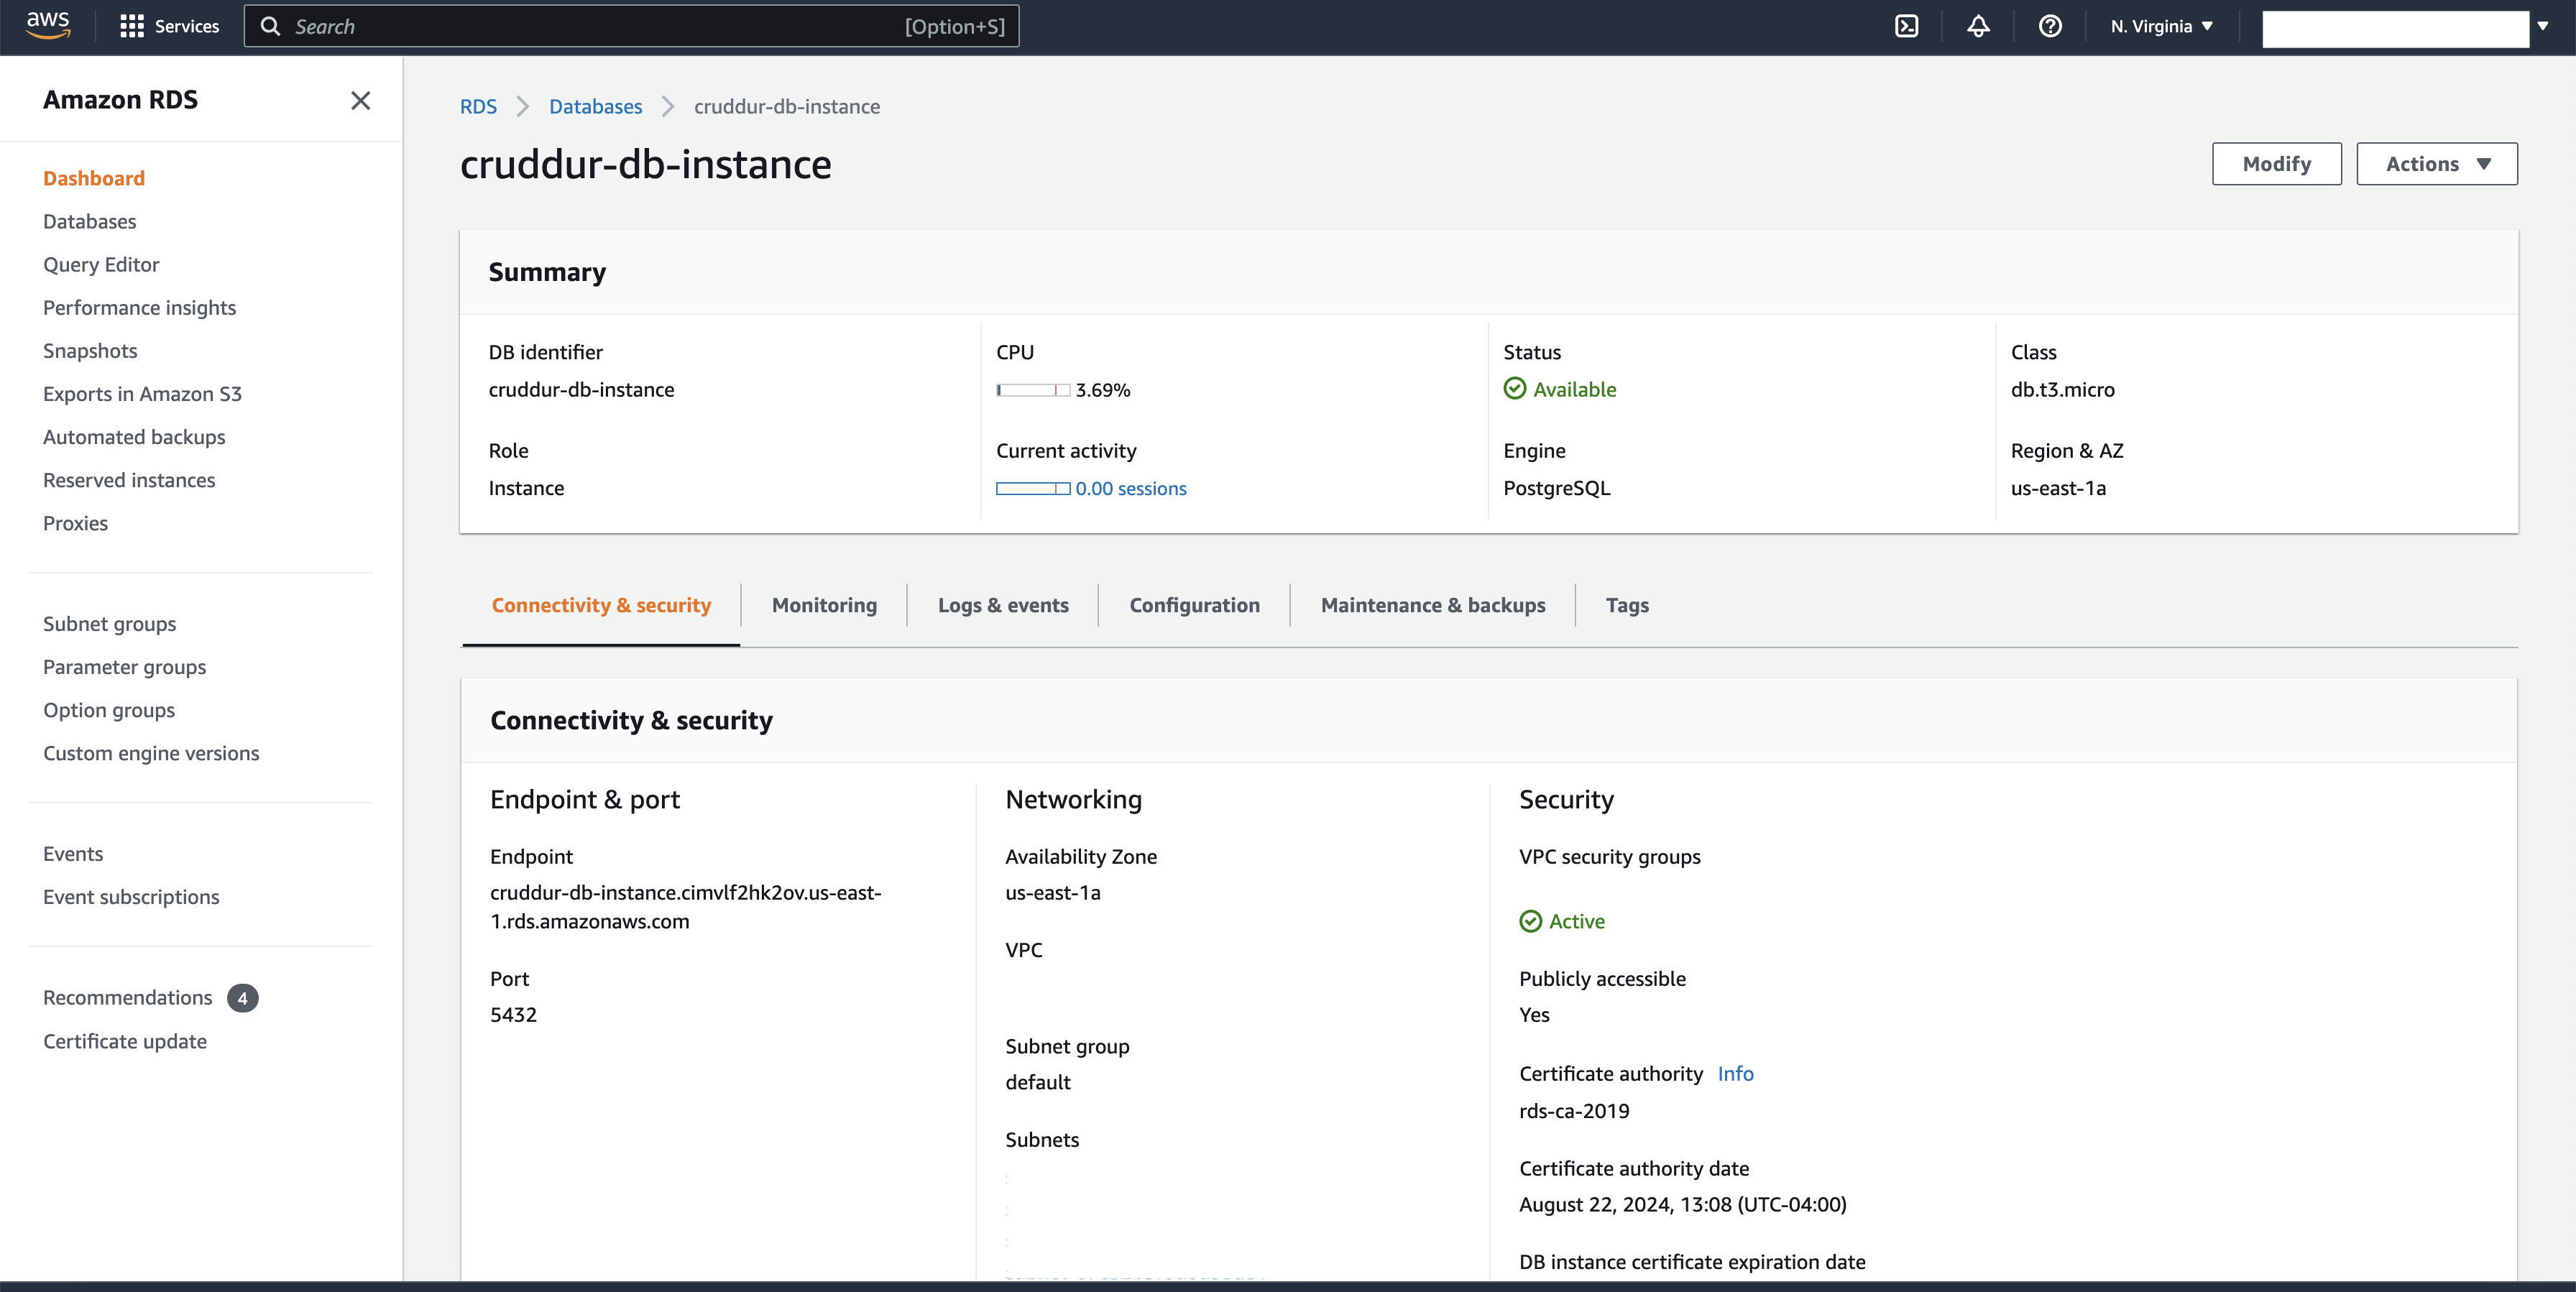 aws
Services
Search
[Option+S]
N. Virginia
Amazon RDS
Dashboard
Databases
Query Editor
Performance insights
Snapshots
Exports in Amazon S3
Automated backups
Reserved instances
Proxies
Subnet groups
Parameter groups
Option groups
Custom engine versions
Events
Event subscriptions
Recommendations 4
Certificate update
RDS
Databases
cruddur-db-instance
cruddur-db-instance
Modify
Actions
Summary
DB identifier
cruddur-db-instance
Role
Instance
CPU
3.69%
Current activity
0.00 sessions
Status
Available
Engine
PostgreSQL
Class
db.t3.micro
Region & AZ
us-east-1a
Connectivity & security
Monitoring
Logs & events
Configuration
Maintenance & backups
Tags
Connectivity & security
Endpoint & port
Endpoint
cruddur-db-instance.cimvlf2hk2ov.us-east-
1.rds.amazonaws.com
Port
5432
Networking
Availability Zone
us-east-1a
VPC
Subnet group
default
Subnets
Security
VPC security groups
Active
Publicly accessible
Yes
Certificate authority Info
rds-ca-2019
Certificate authority date
August 22, 2024, 13:08 (UTC-04:00)
DB instance certificate expiration date